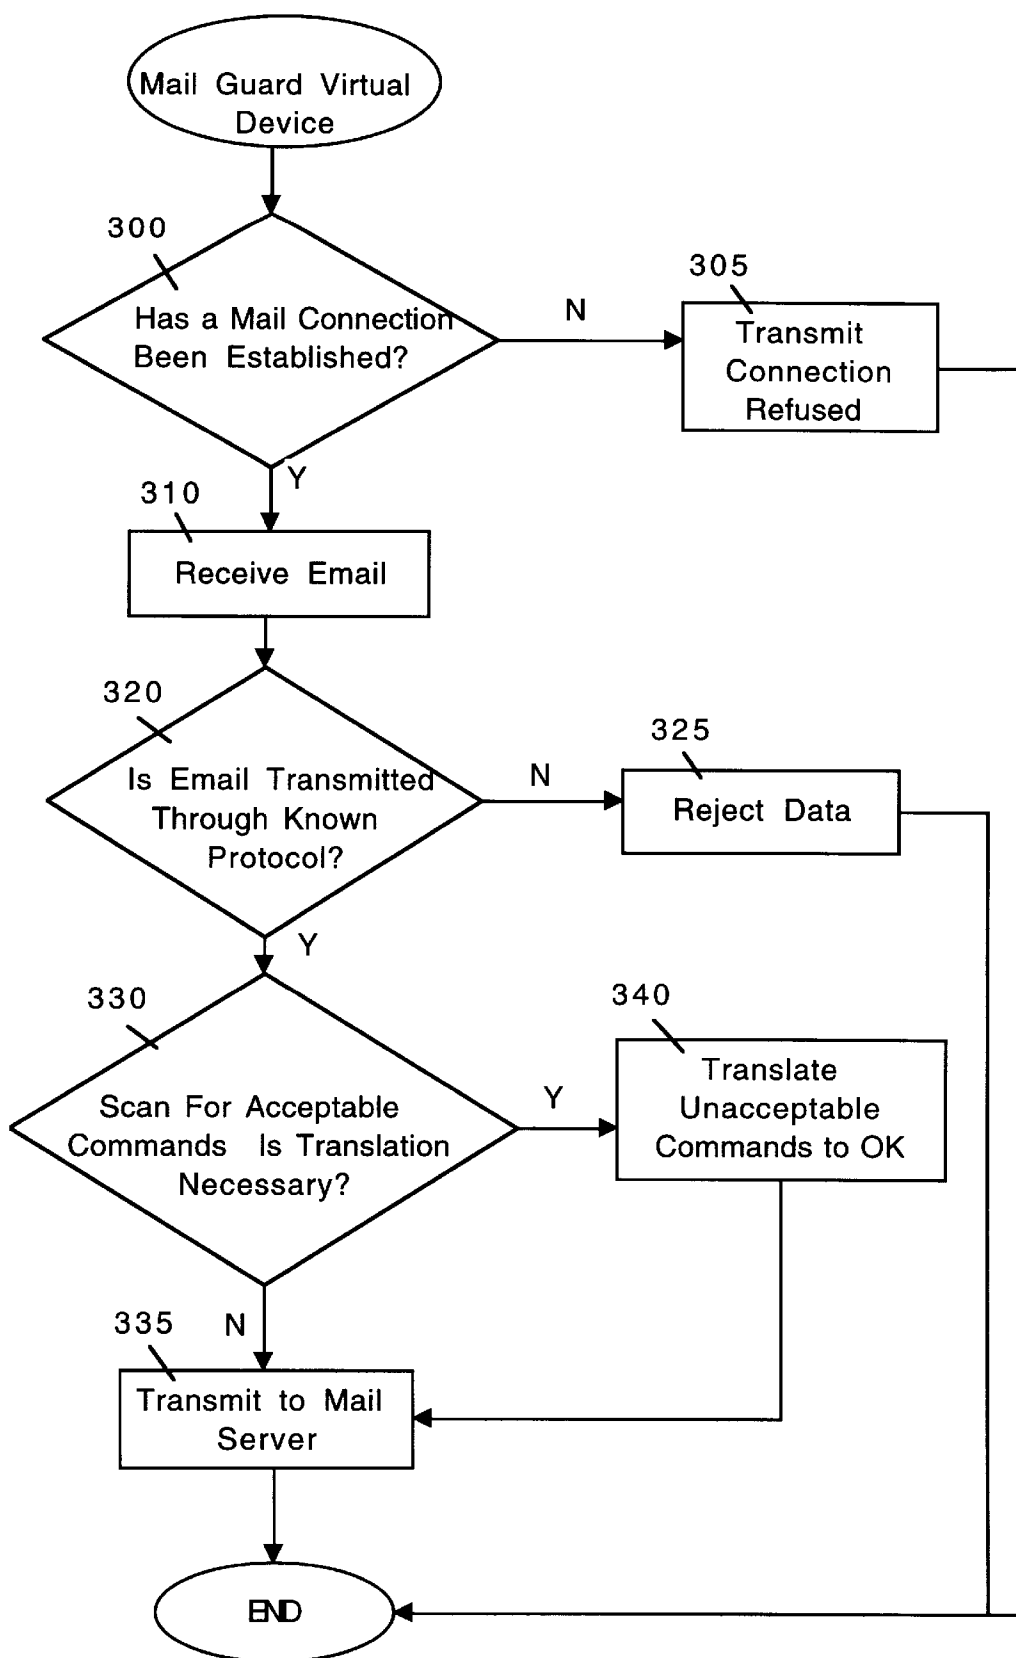 Mail Guard Virtual
Device
300
Has a Mail Connection
Been Established?
N
305
Transmit
Connection
Refused
Y
310
Receive Email
320
Is Email Transmitted
Through Known
Protocol?
N
325
Reject Data
Y
330
Scan For Acceptable
Commands Is Translation
Necessary?
Y
340
Translate
Unacceptable
Commands to OK
N
335
Transmit to Mail
Server
END